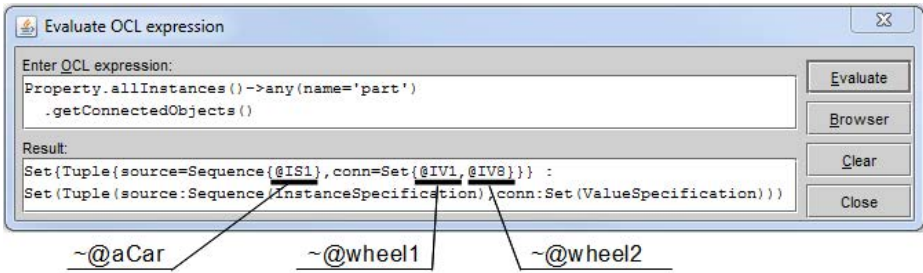 Evaluate OCL expression
Enter OCL expression:
Property.allInstances()->any(name='part')
.getConnectedObjects()
Evaluate
Browser
Result:
Set{Tuple{source=Sequence{@IS1},conn=Set{@IV1,@IV8}}} :
Set(Tuple(source:Sequence(InstanceSpecification),conn:Set(ValueSpecification)))
Clear
Close
~@aCar
~@wheel1
~@wheel2